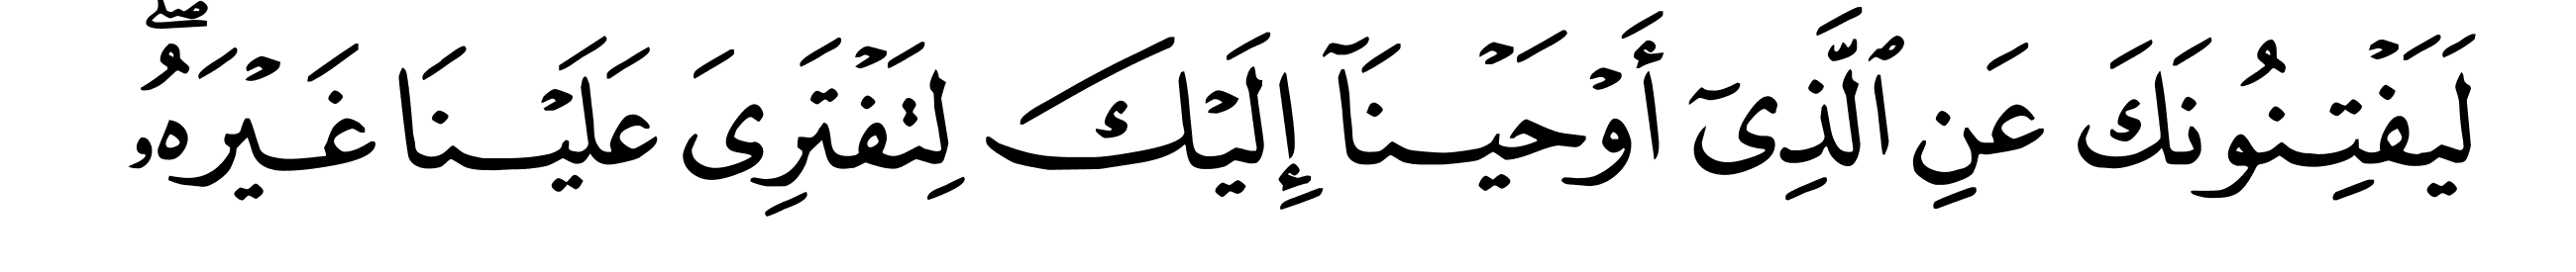 لَيَفْتِنُونَكَ عَنِ ٱلَّذِىٓ أَوْحَيْنَآ إِلَيْكَ لِتَفْتَرِىَ عَلَيْنَا غَيْرَهُۥ ۖ